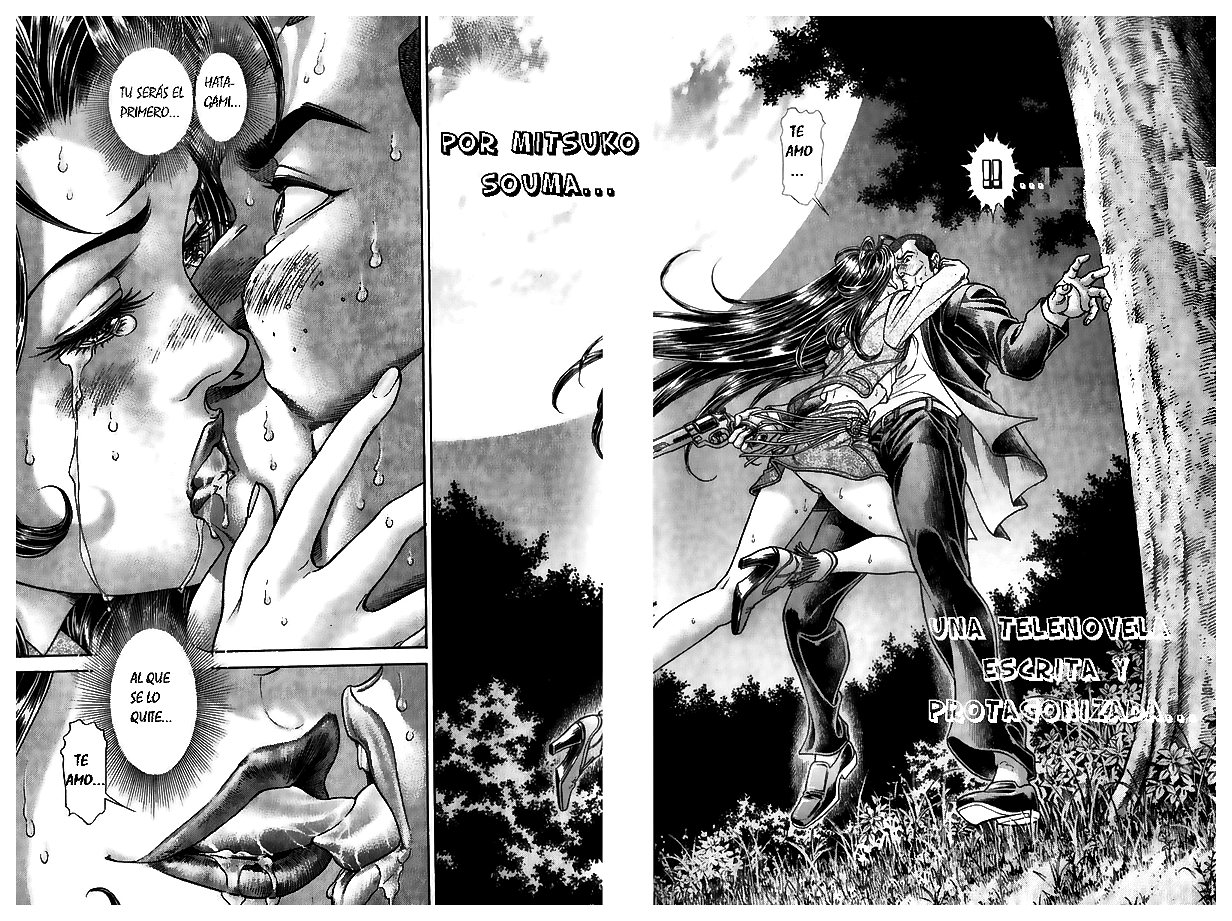 TE
AMO
...
!!...
UNA TELENOVELA
ESCRITA Y
PROTAGONIZADA...
POR MITSUKO
SOUMA...
HATA-
GAMI...
TU SERÁS EL
PRIMERO...
AL QUE
SE LO
QUITE...
TE
AMO...